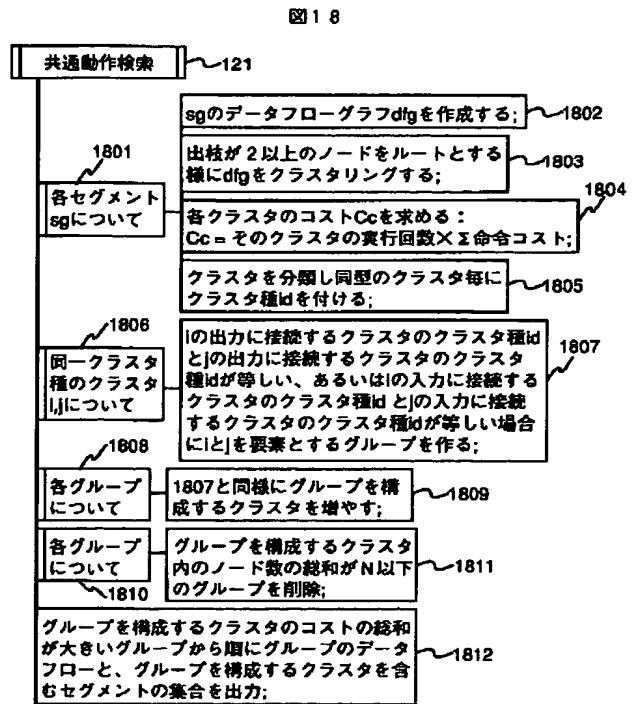 図18
共通動作検索
121
sgのデータフローグラフdfgを作成する;
1802
1801
各セグメント
sgについて
出枝が2以上のノードをルートとする
様にdfgをクラスタリングする;
1803
1804
各クラスタのコストCcを求める：
Cc = そのクラスタの実行回数×Σ命令コスト;
クラスタを分類し同型のクラスタ毎に
クラスタ種idを付ける;
1805
1806
同一クラスタ
種のクラスタ
i,jについて
iの出力に接続するクラスタのクラスタ種id
とjの出力に接続するクラスタのクラスタ
種idが等しい、あるいはiの入力に接続する
クラスタのクラスタ種id とjの入力に接続
するクラスタのクラスタ種idが等しい場合
にiとjを要素とするグループを作る;
1807
1808
各グループ
について
1807と同様にグループを構
成するクラスタを増やす;
1809
各グループ
について
1810
グループを構成するクラスタ
内のノード数の総和がN以下
のグループを削除;
1811
グループを構成するクラスタのコストの総和
が大きいグループから順にグループのデータ
フローと、グループを構成するクラスタを含
むセグメントの集合を出力;
1812